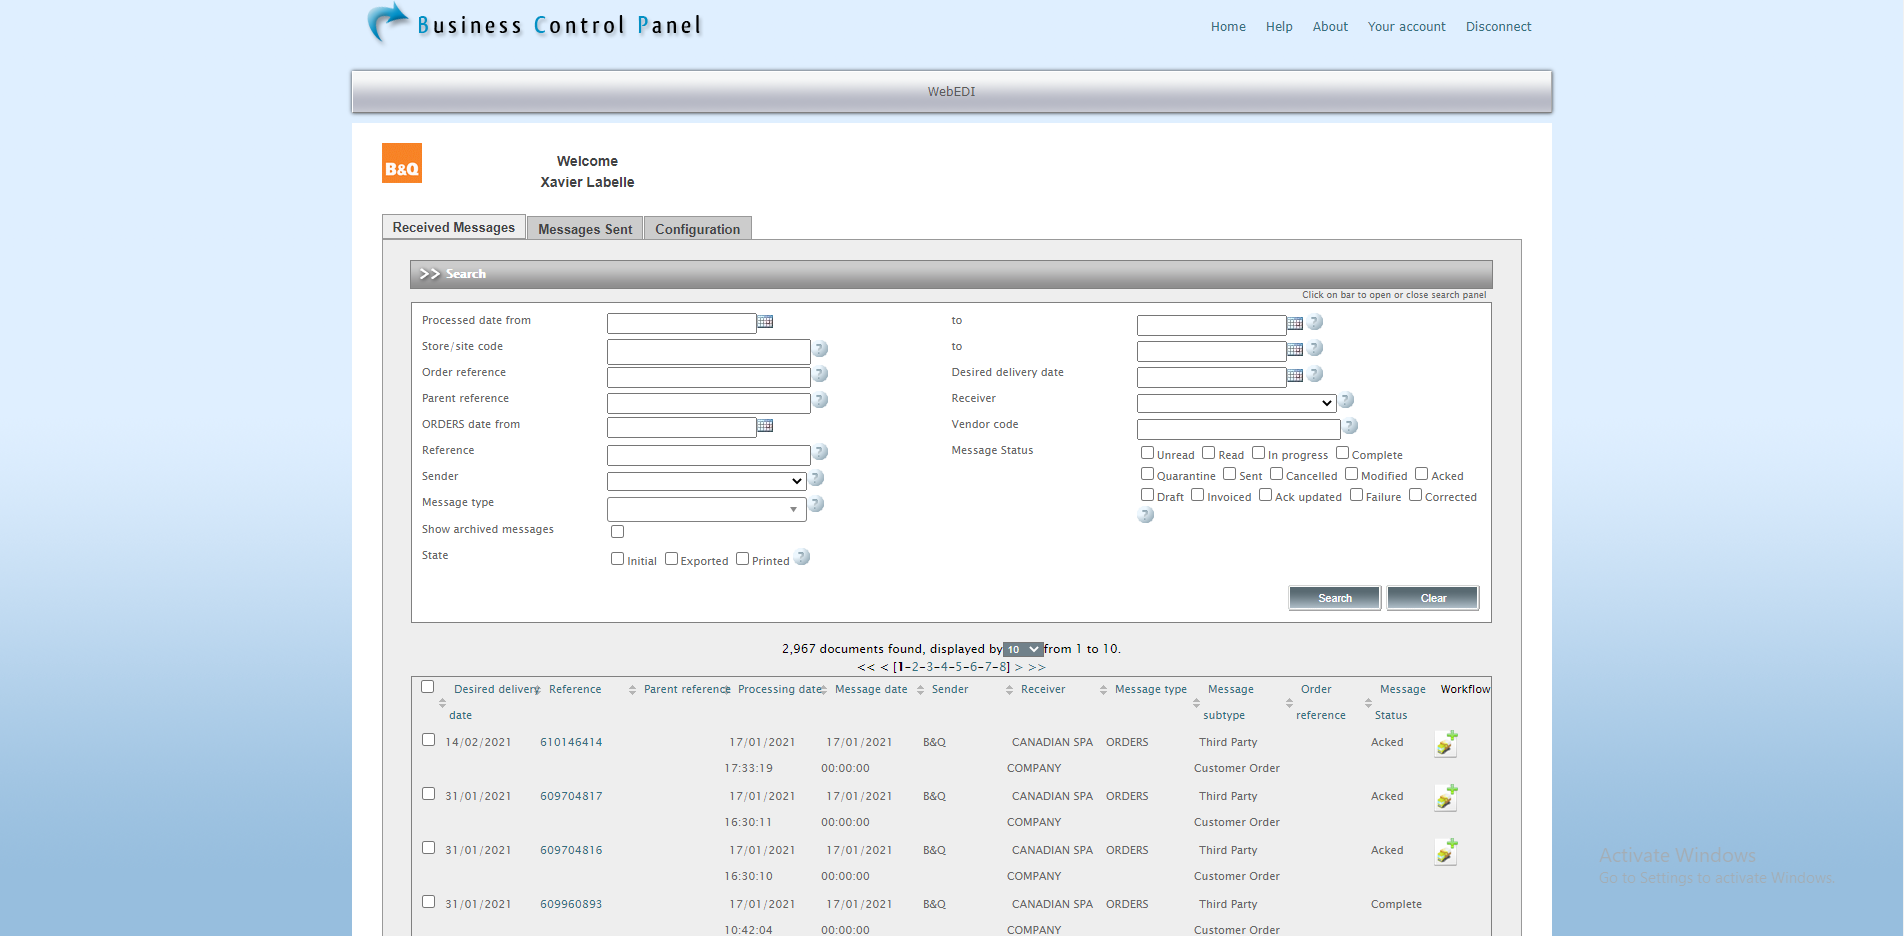 Business Control Panel
Home Help About Your account Disconnect
WebEDI
B&Q
Welcome
Xavier Labelle
Received Messages Messages Sent Configuration
>> Search
Click on bar to open or close search panel
Processed date from to
Store/site code to
Order reference Desired delivery date
Parent reference Receiver
ORDERS date from Vendor code
Reference Message Status Unread Read In progress Complete
Sender Quarantine Sent Cancelled Modified Acked
Message type Draft Invoiced Ack updated Failure Corrected
Show archived messages
State Initial Exported Printed
Search Clear
2,967 documents found, displayed by 10 from 1 to 10.
<< < [1-2-3-4-5-6-7-8] > >>
Desired delivery Reference Parent reference Processing date Message date Sender Receiver Message type Message Order Message Workflow
date subtype reference Status
14/02/2021 610146414 17/01/2021 17/01/2021 B&Q CANADIAN SPA ORDERS Third Party Acked
17:33:19 00:00:00 COMPANY Customer Order
31/01/2021 609704817 17/01/2021 17/01/2021 B&Q CANADIAN SPA ORDERS Third Party Acked
16:30:11 00:00:00 COMPANY Customer Order
31/01/2021 609704816 17/01/2021 17/01/2021 B&Q CANADIAN SPA ORDERS Third Party Acked
16:30:10 00:00:00 COMPANY Customer Order
31/01/2021 609960893 17/01/2021 17/01/2021 B&Q CANADIAN SPA ORDERS Third Party Complete
10:42:04 00:00:00 COMPANY Customer Order
Activate Windows
Go to Settings to activate Windows.